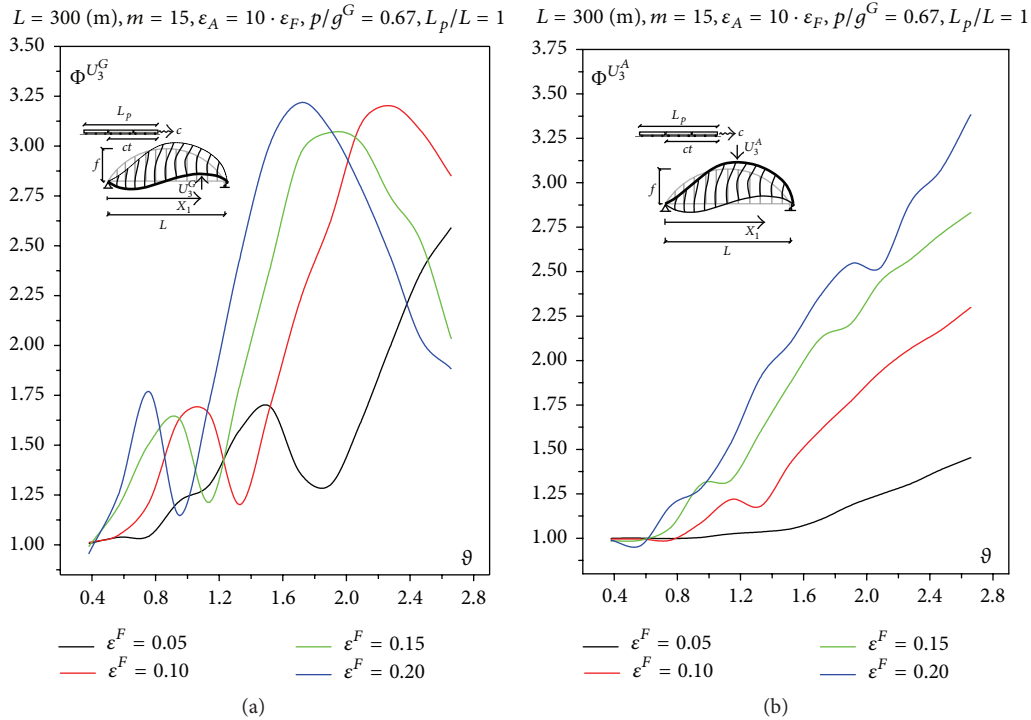 L = 300 (m), m = 15, ε_A = 10 · ε_F, p/g^G = 0.67, L_p/L = 1
Φ^{U_3^G}
3.50
3.25
3.00
2.75
2.50
2.25
2.00
1.75
1.50
1.25
1.00
L_p
c
ct
f
U_3^G
X_1
L
ϑ
0.4 0.8 1.2 1.6 2.0 2.4 2.8
ε^F = 0.05
ε^F = 0.10
ε^F = 0.15
ε^F = 0.20
(a)
L = 300 (m), m = 15, ε_A = 10 · ε_F, p/g^G = 0.67, L_p/L = 1
Φ^{U_3^A}
3.75
3.50
3.25
3.00
2.75
2.50
2.25
2.00
1.75
1.50
1.25
1.00
L_p
c
ct
U_3^A
f
X_1
L
ϑ
0.4 0.8 1.2 1.6 2.0 2.4 2.8
ε^F = 0.05
ε^F = 0.10
ε^F = 0.15
ε^F = 0.20
(b)